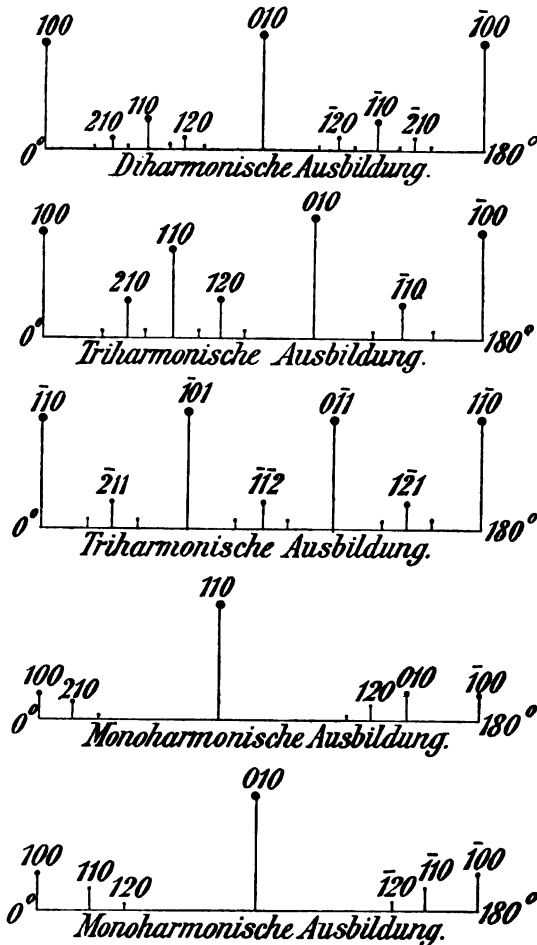 100 010 1̄00
210 110 120 1̄20 1̄10 2̄10
0° 180°
Diharmonische Ausbildung.
100 110 010 1̄00
210 120 1̄10
0° 180°
Triharmonische Ausbildung.
1̄10 1̄01 01̄1 11̄0
2̄11 1̄1̄2 12̄1
0° 180°
Triharmonische Ausbildung.
110
100 210 120 010 1̄00
0° 180°
Monoharmonische Ausbildung.
010
100 110 120 1̄20 1̄10 1̄00
0° 180°
Monoharmonische Ausbildung.